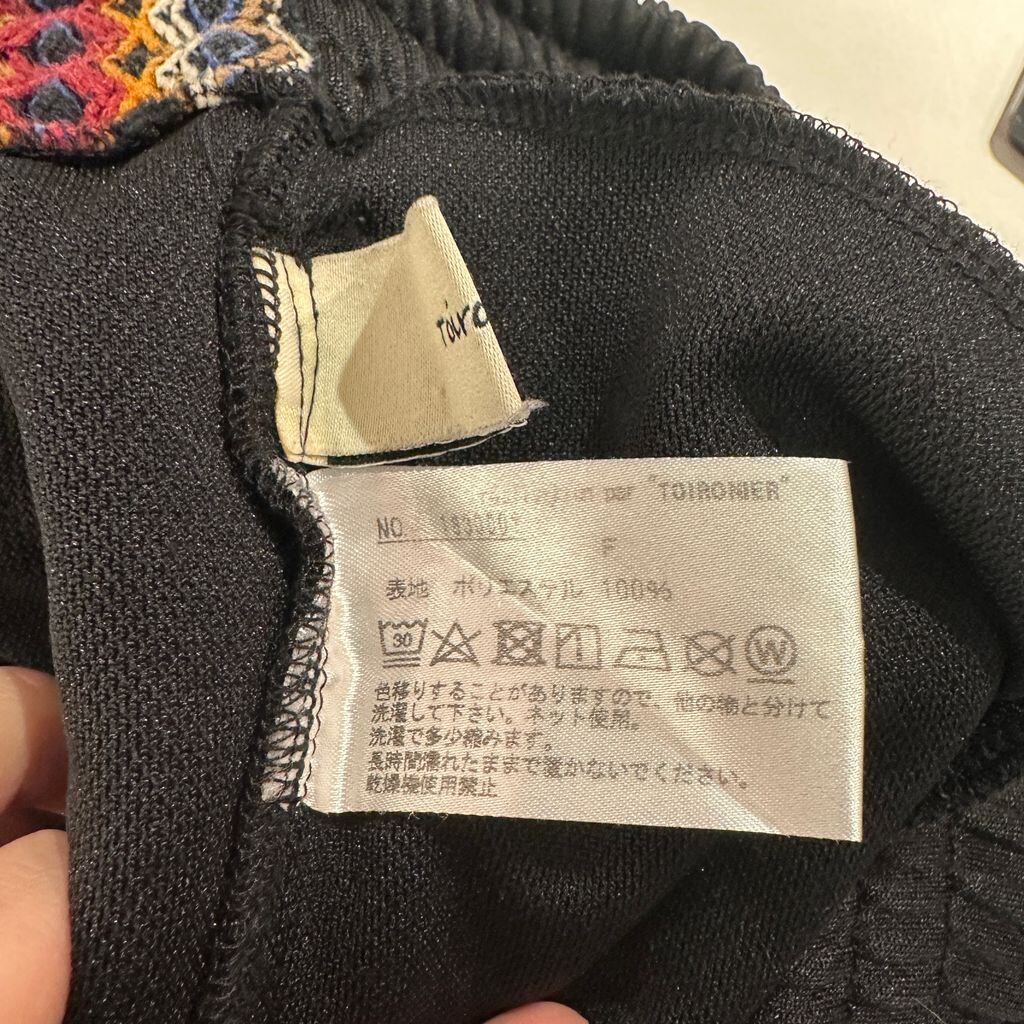 toiro
par "TOIRONIER"
NO.
F
表地 ポリエステル 100%
30
W
色移りすることがありますので、他の物と分けて
洗濯して下さい。ネット使用。
洗濯で多少縮みます。
長時間濡れたままで置かないでください。
乾燥機使用禁止